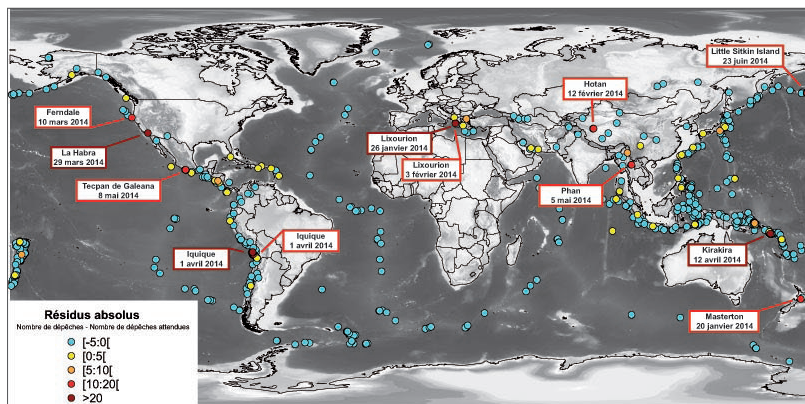 Little Sitkin Island
23 juin 2014
Hotan
12 février 2014
Ferndale
10 mars 2014
Lixourion
26 janvier 2014
La Habra
29 mars 2014
Lixourion
3 février 2014
Tecpan de Galeana
8 mai 2014
Phan
5 mai 2014
Iquique
1 avril 2014
Iquique
1 avril 2014
Kirakira
12 avril 2014
Masterton
20 janvier 2014
Résidus absolus
Nombre de dépêches - Nombre de dépêches attendues
[-5:0[
[0:5[
[5:10[
[10:20[
>20